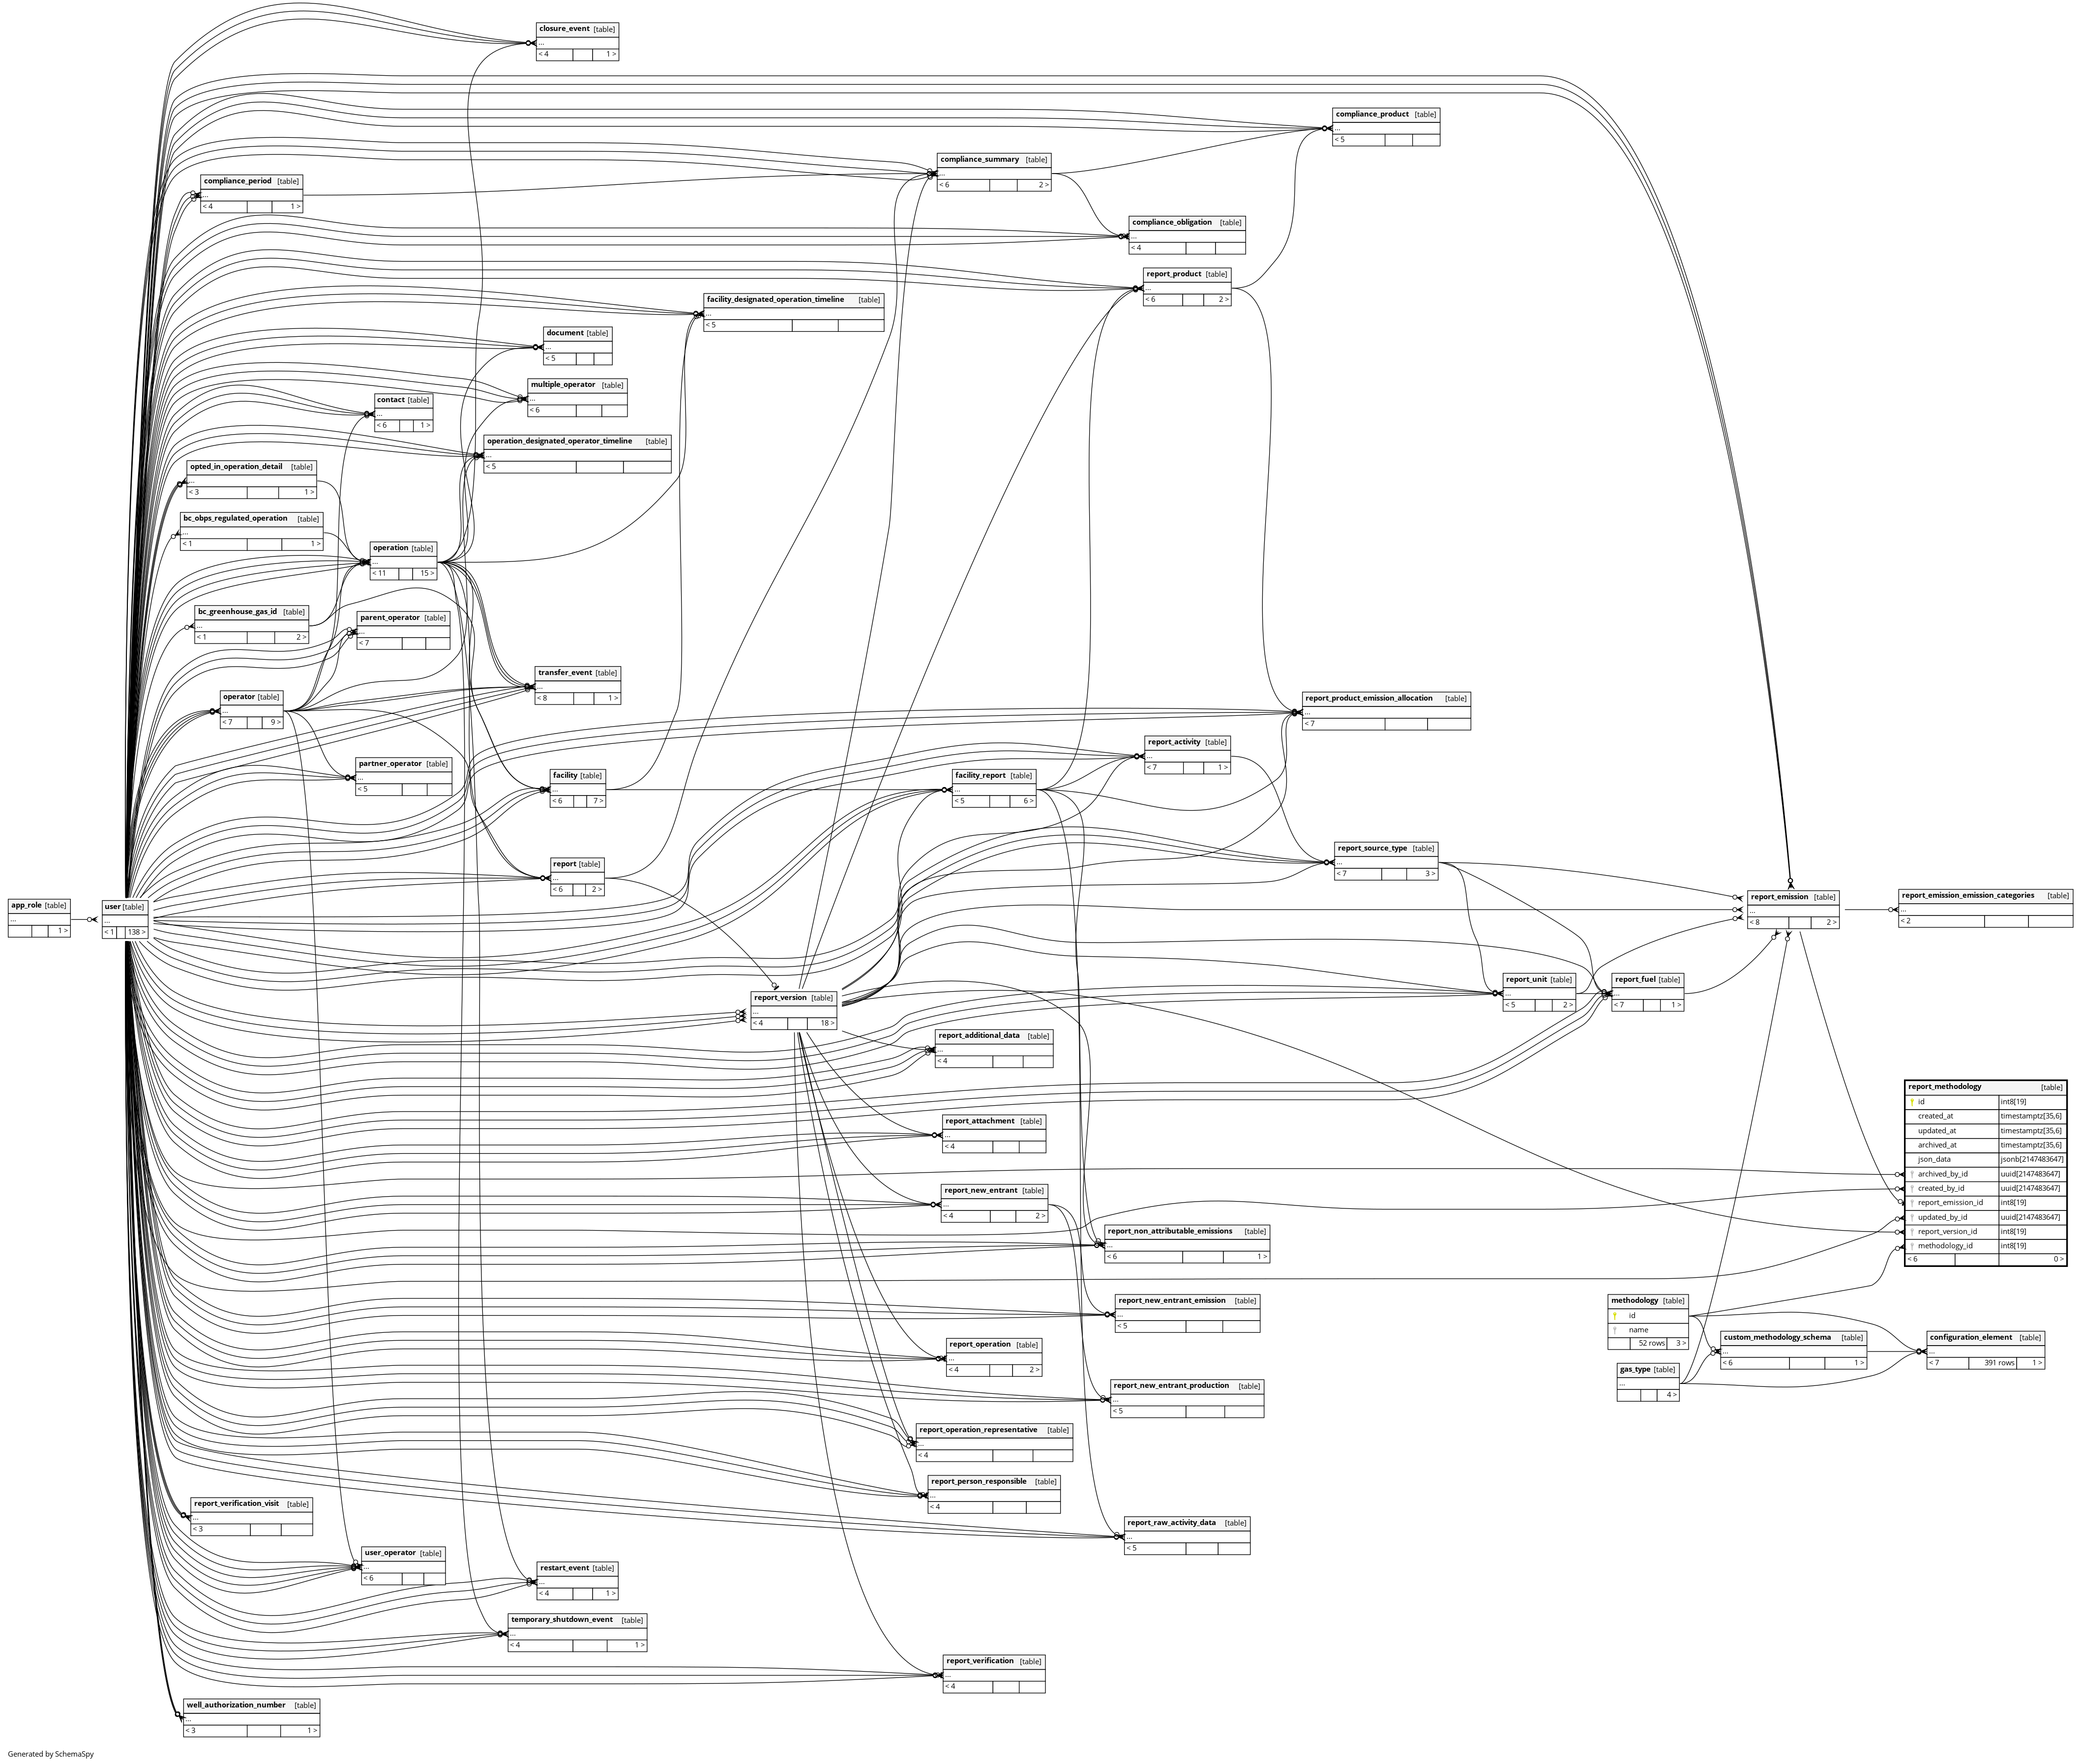 closure_event [table]
...
< 4 1 >
compliance_product [table]
...
< 5
compliance_summary [table]
...
< 6 2 >
compliance_period [table]
...
< 4 1 >
compliance_obligation [table]
...
< 4
report_product [table]
...
< 6 2 >
facility_designated_operation_timeline [table]
...
< 5
document [table]
...
< 5
multiple_operator [table]
...
< 6
contact [table]
...
< 6 1 >
operation_designated_operator_timeline [table]
...
< 5
opted_in_operation_detail [table]
...
< 3 1 >
bc_obps_regulated_operation [table]
...
< 1 1 >
operation [table]
...
< 11 15 >
bc_greenhouse_gas_id [table]
...
< 1 2 >
parent_operator [table]
...
< 7
transfer_event [table]
...
< 8 1 >
operator [table]
...
< 7 9 >
report_product_emission_allocation [table]
...
< 7
report_activity [table]
...
< 7 1 >
partner_operator [table]
...
< 5
facility [table]
...
< 6 7 >
facility_report [table]
...
< 5 6 >
report_source_type [table]
...
< 7 3 >
report [table]
...
< 6 2 >
app_role [table]
...
1 >
user [table]
...
< 1 138 >
report_emission [table]
...
< 8 2 >
report_emission_emission_categories [table]
...
< 2
report_unit [table]
...
< 5 2 >
report_fuel [table]
...
< 7 1 >
report_version [table]
...
< 4 18 >
report_additional_data [table]
...
< 4
report_methodology [table]
id int8[19]
created_at timestamptz[35,6]
updated_at timestamptz[35,6]
archived_at timestamptz[35,6]
json_data jsonb[2147483647]
archived_by_id uuid[2147483647]
created_by_id uuid[2147483647]
report_emission_id int8[19]
updated_by_id uuid[2147483647]
report_version_id int8[19]
methodology_id int8[19]
< 6 0 >
report_attachment [table]
...
< 4
report_new_entrant [table]
...
< 4 2 >
report_non_attributable_emissions [table]
...
< 6 1 >
report_new_entrant_emission [table]
...
< 5
methodology [table]
id
name
52 rows 3 >
custom_methodology_schema [table]
...
< 6 1 >
configuration_element [table]
...
< 7 391 rows 1 >
gas_type [table]
...
4 >
report_operation [table]
...
< 4 2 >
report_new_entrant_production [table]
...
< 5
report_operation_representative [table]
...
< 4
report_person_responsible [table]
...
< 4
report_verification_visit [table]
...
< 3
report_raw_activity_data [table]
...
< 5
user_operator [table]
...
< 6
restart_event [table]
...
< 4 1 >
temporary_shutdown_event [table]
...
< 4 1 >
report_verification [table]
...
< 4
well_authorization_number [table]
...
< 3 1 >
Generated by SchemaSpy